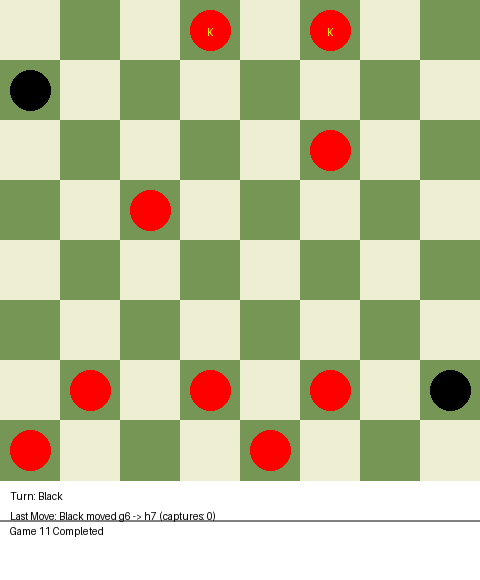 K K
Turn: Black
Last Move: Black moved g6 -> h7 (captures: 0)
Game 11 Completed